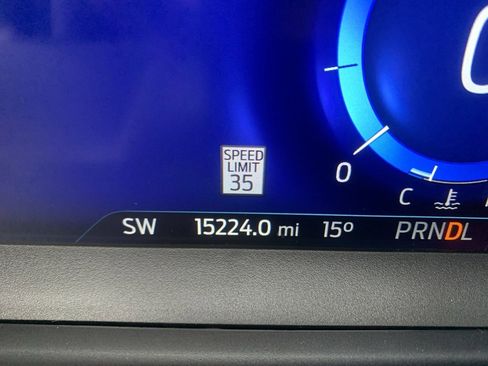 SPEED
LIMIT
35
0
C
SW 15224.0 mi 15° PRNDL